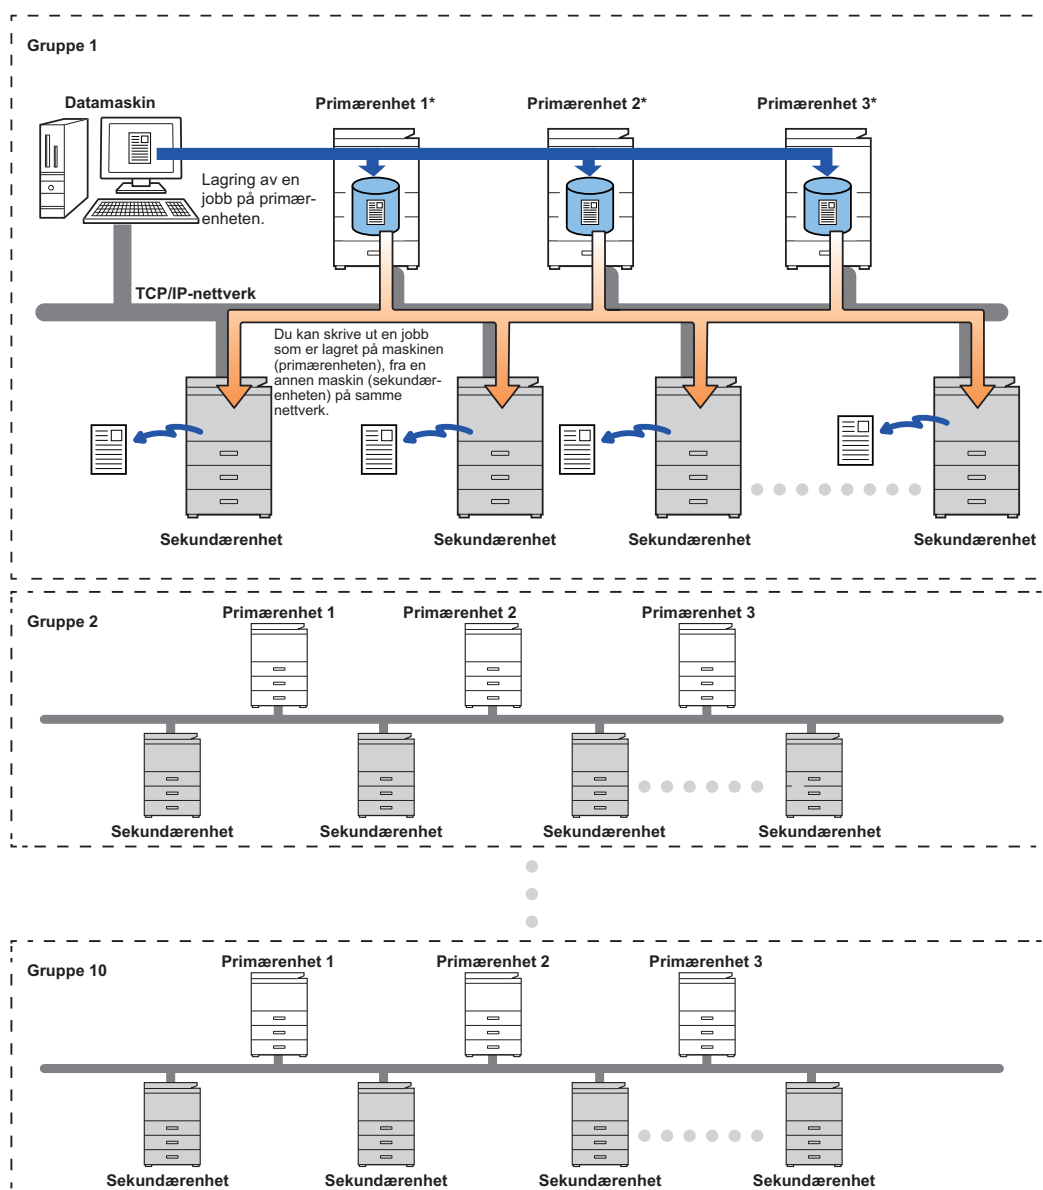 Gruppe 1
Datamaskin
Primærenhet 1*
Primærenhet 2*
Primærenhet 3*
Lagring av en
jobb på primær-
enheten.
TCP/IP-nettverk
Du kan skrive ut en jobb
som er lagret på maskinen
(primærenheten), fra en
annen maskin (sekundær-
enheten) på samme
nettverk.
Sekundærenhet
Sekundærenhet
Sekundærenhet
Sekundærenhet
Gruppe 2
Primærenhet 1
Primærenhet 2
Primærenhet 3
Sekundærenhet
Sekundærenhet
Sekundærenhet
Sekundærenhet
Gruppe 10
Primærenhet 1
Primærenhet 2
Primærenhet 3
Sekundærenhet
Sekundærenhet
Sekundærenhet
Sekundærenhet